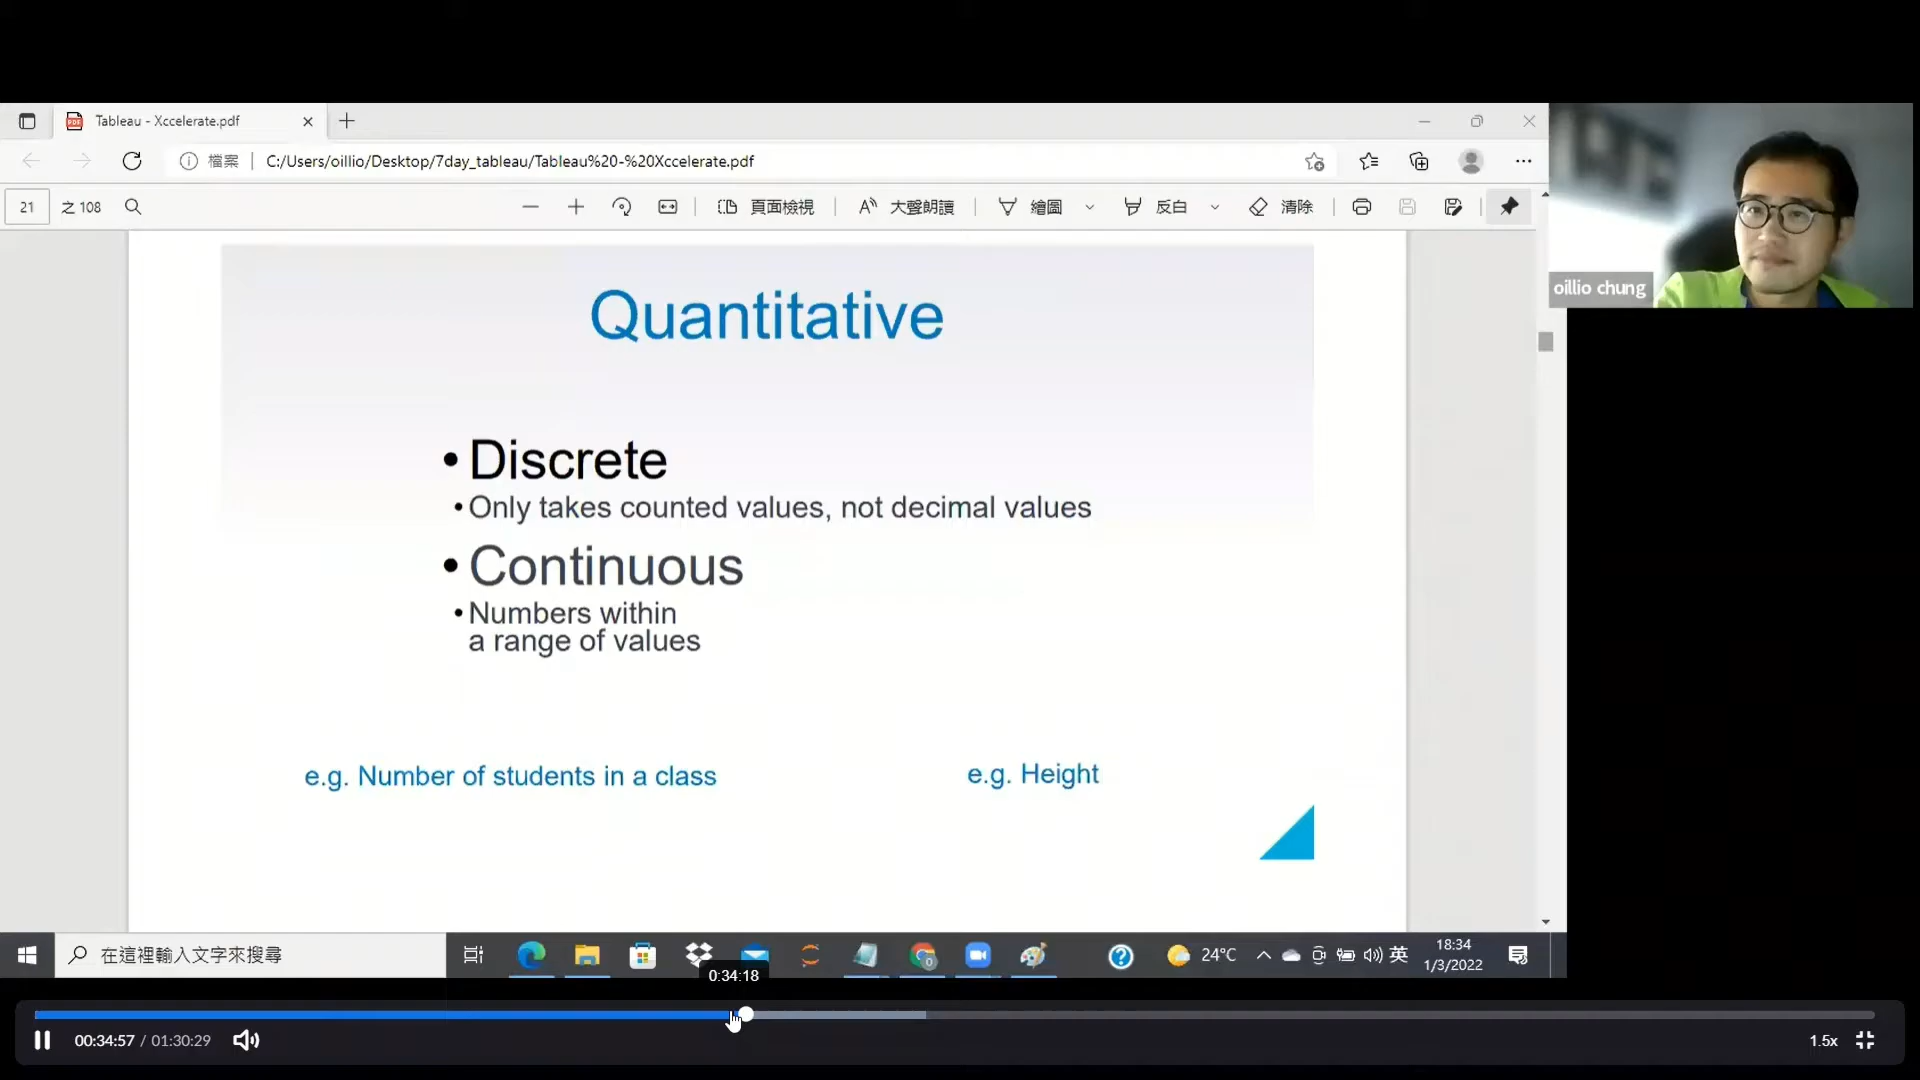 Tableau - Xccelerate.pdf
檔案
C:/Users/oillio/Desktop/7day_tableau/Tableau%20-%20Xccelerate.pdf
21 之 108
頁面檢視
大聲朗讀
繪圖
反白
清除
oillio chung
Quantitative
• Discrete
• Only takes counted values, not decimal values
• Continuous
• Numbers within
a range of values
e.g. Number of students in a class
e.g. Height
在這裡輸入文字來搜尋
24°C
英
18:34
1/3/2022
0:34:18
00:34:57 / 01:30:29
1.5x